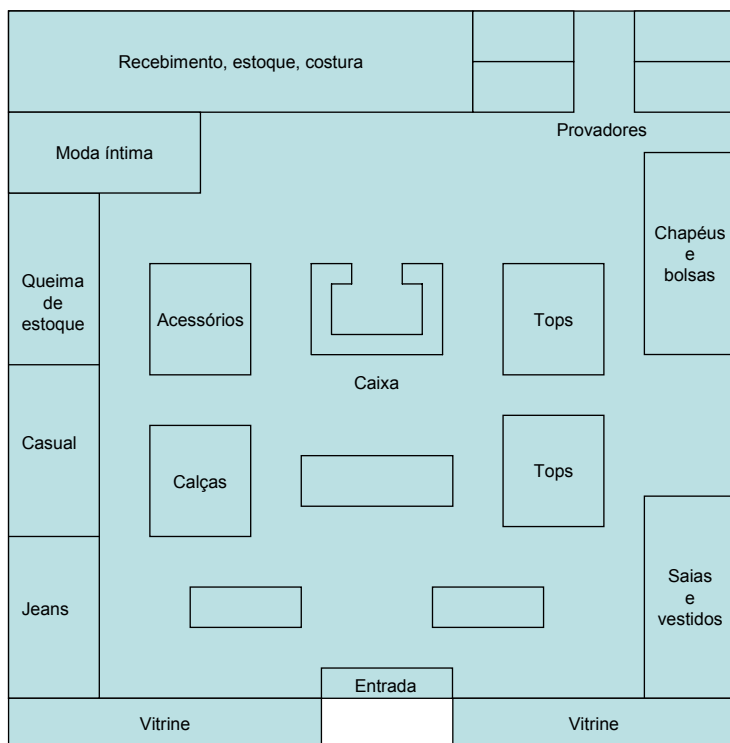 Recebimento, estoque, costura
Provadores
Moda íntima
Chapéus
e
bolsas
Queima
de
estoque
Acessórios
Tops
Caixa
Casual
Calças
Tops
Jeans
Saias
e
vestidos
Entrada
Vitrine
Vitrine